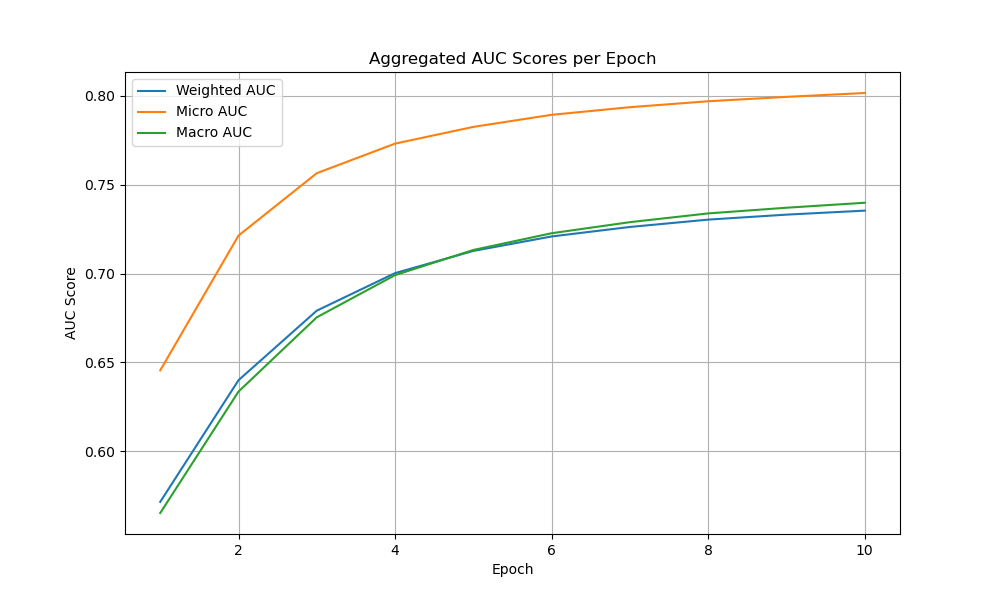 Aggregated AUC Scores per Epoch
Weighted AUC
Micro AUC
Macro AUC
0.80
0.75
0.70
0.65
0.60
AUC Score
2 4 6 8 10
Epoch